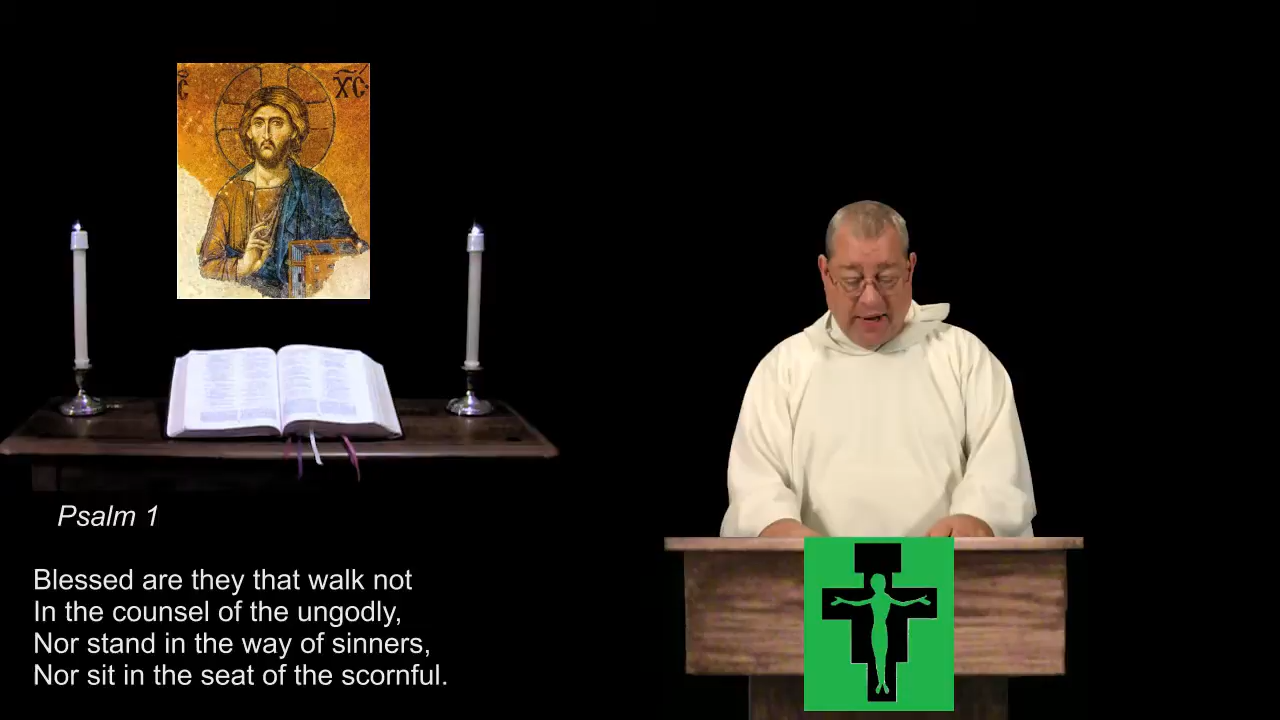 C
XC
Psalm 1
Blessed are they that walk not
In the counsel of the ungodly,
Nor stand in the way of sinners,
Nor sit in the seat of the scornful.